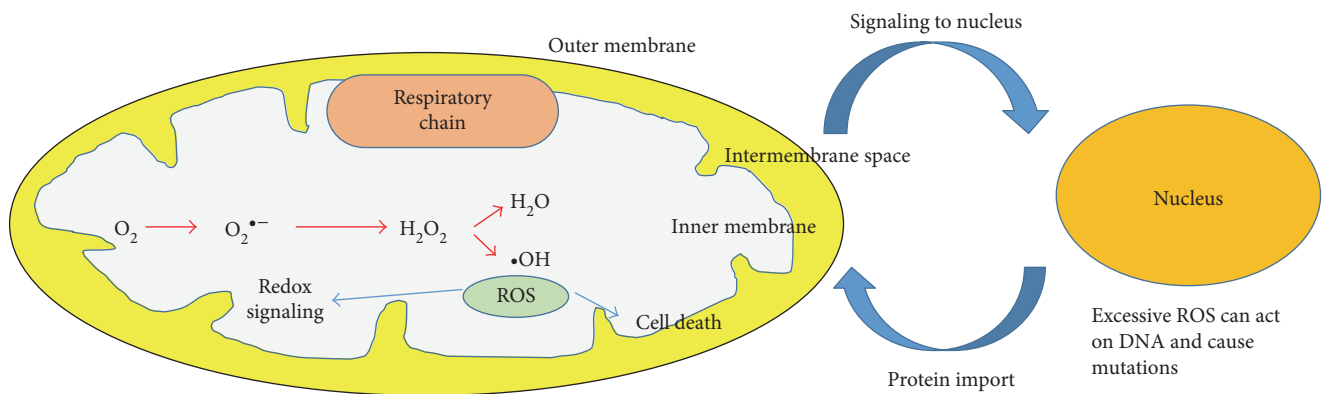 Signaling to nucleus
Outer membrane
Respiratory
chain
Intermembrane space
Nucleus
H₂O
O₂
O₂•−
H₂O₂
Inner membrane
•OH
ROS
Redox
signaling
Cell death
Excessive ROS can act
on DNA and cause
mutations
Protein import